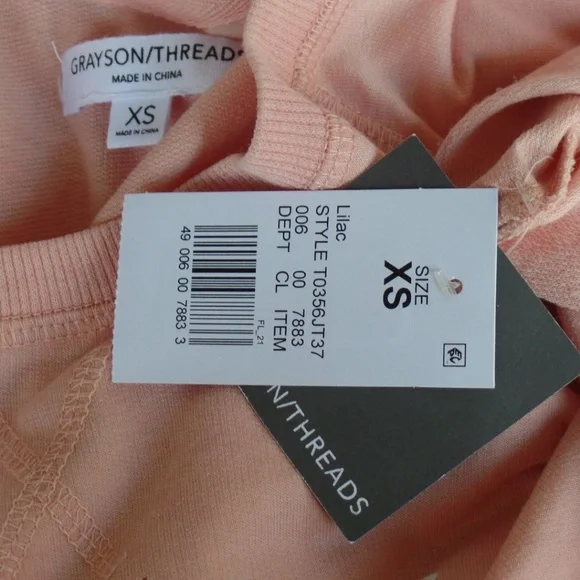 GRAYSON/THREADS
MADE IN CHINA
XS
MADE IN CHINA
SIZE
XS
Lilac
STYLE T0356JT37
006 00 7883
DEPT CL ITEM
FL_21
49 006 00 7883 3
N/THREADS